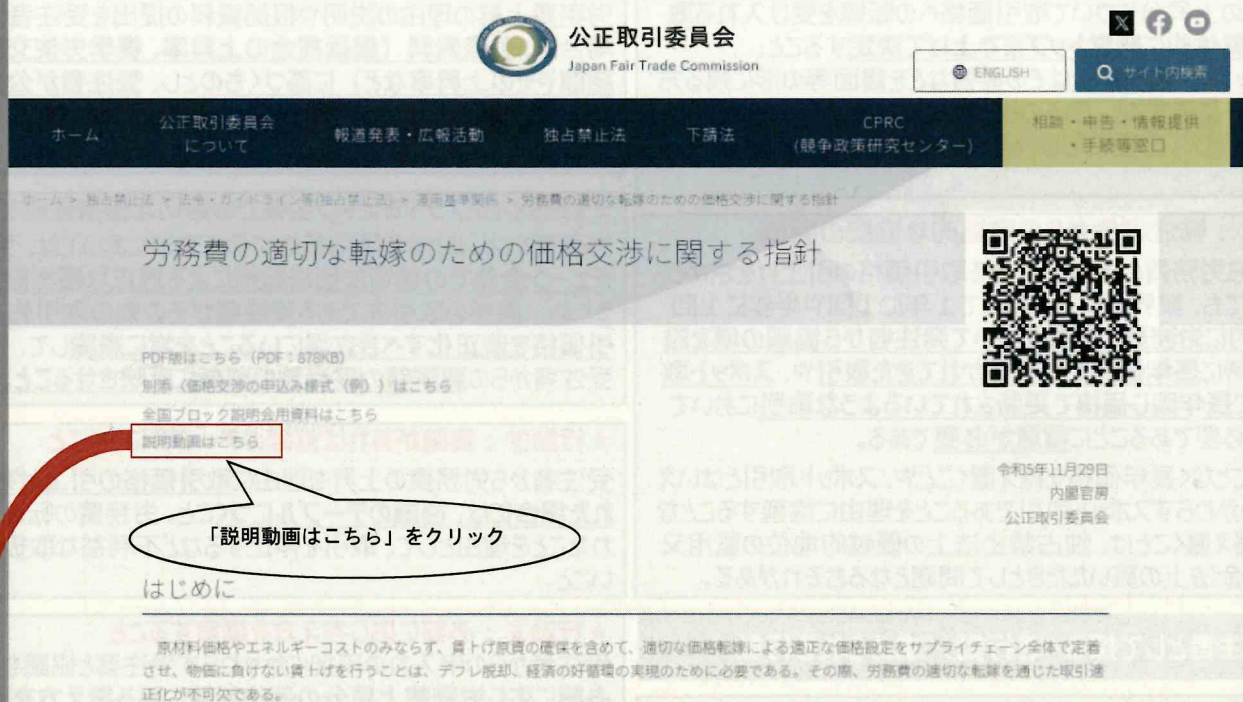 公正取引委員会
Japan Fair Trade Commission
ENGLISH
サイト内検索
ホーム
公正取引委員会
について
報道発表・広報活動
独占禁止法
下請法
CPRC
(競争政策研究センター)
相談・申告・情報提供
・手続等窓口
ホーム > 独占禁止法 > 法令・ガイドライン等(独占禁止法) > 運用基準関係 > 労務費の適切な転嫁のための価格交渉に関する指針
労務費の適切な転嫁のための価格交渉に関する指針
PDF版はこちら(PDF:878KB)
別添(価格交渉の申込み様式(例))はこちら
全国ブロック説明会用資料はこちら
説明動画はこちら
令和5年11月29日
内閣官房
公正取引委員会
「説明動画はこちら」をクリック
はじめに
原材料価格やエネルギーコストのみならず、賃上げ原資の確保を含めて、適切な価格転嫁による適正な価格設定をサプライチェーン全体で定着
させ、物価に負けない賃上げを行うことは、デフレ脱却、経済の好循環の実現のために必要である。その際、労務費の適切な転嫁を通じた取引適
正化が不可欠である。